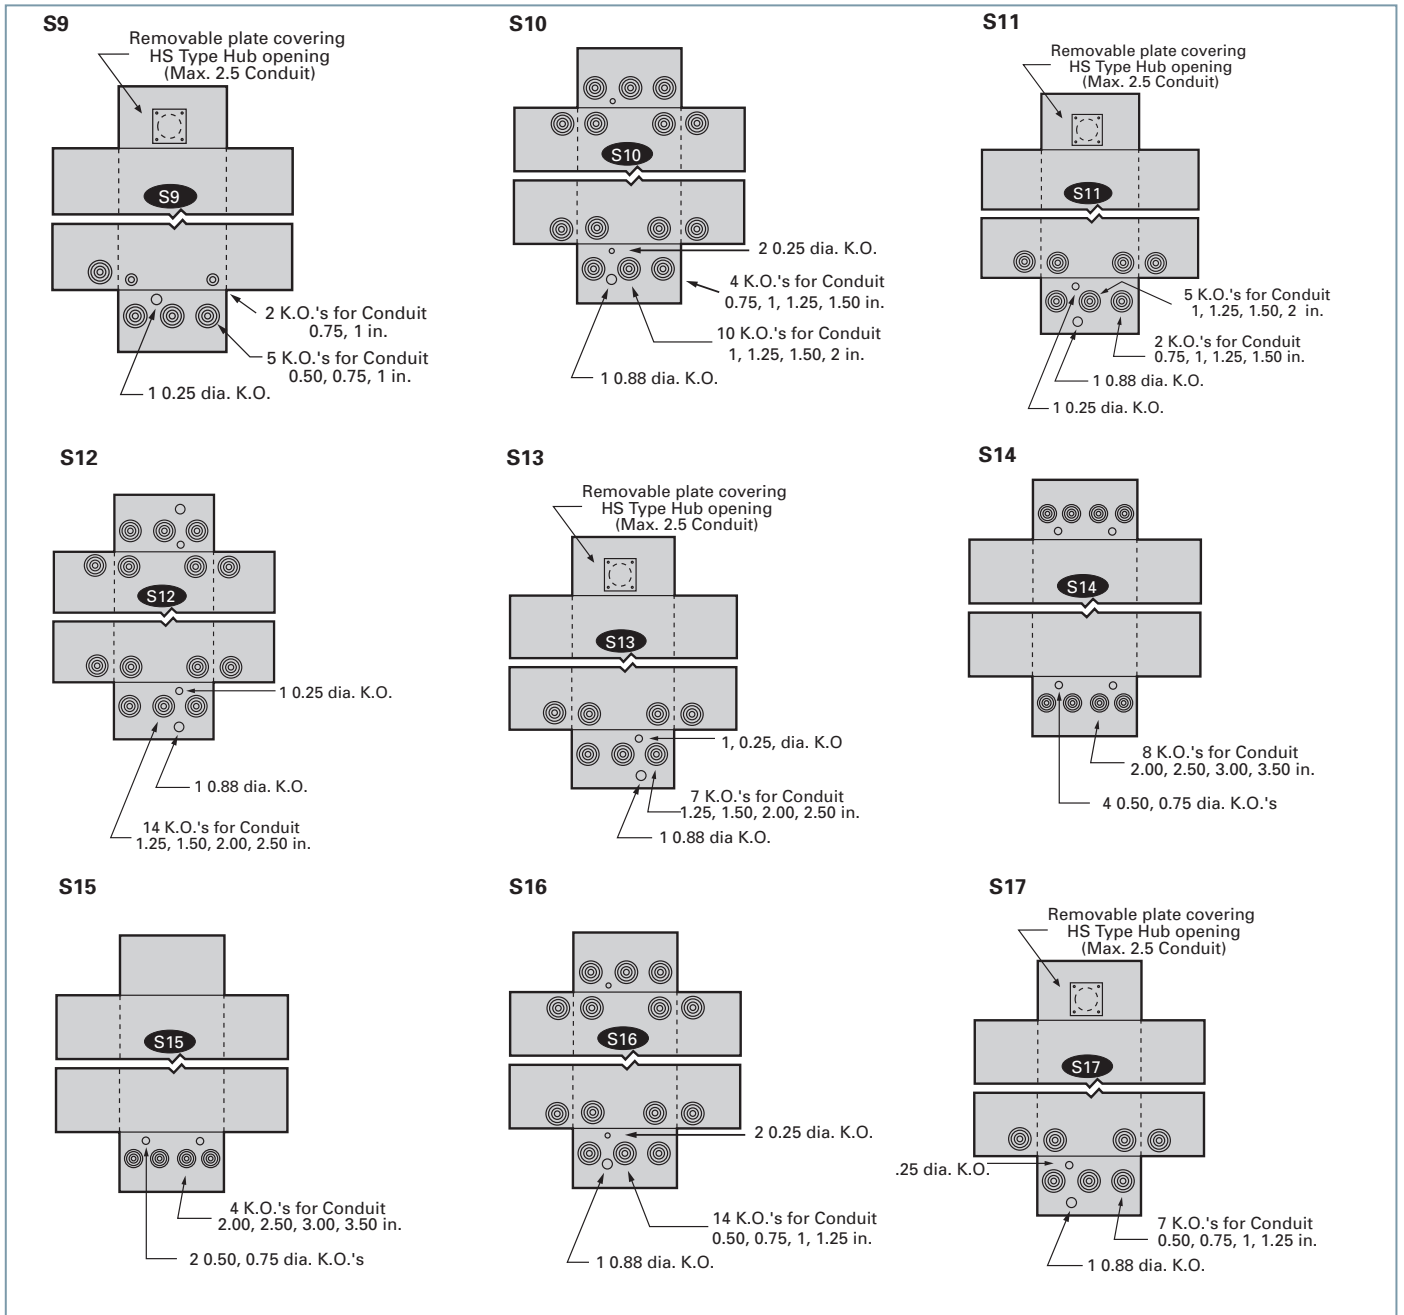 S9
Removable plate covering
HS Type Hub opening
(Max. 2.5 Conduit)
S9
2 K.O.'s for Conduit
0.75, 1 in.
5 K.O.'s for Conduit
0.50, 0.75, 1 in.
1 0.25 dia. K.O.
S10
S10
2 0.25 dia. K.O.
4 K.O.'s for Conduit
0.75, 1, 1.25, 1.50 in.
10 K.O.'s for Conduit
1, 1.25, 1.50, 2 in.
1 0.88 dia. K.O.
S11
Removable plate covering
HS Type Hub opening
(Max. 2.5 Conduit)
S11
5 K.O.'s for Conduit
1, 1.25, 1.50, 2 in.
2 K.O.'s for Conduit
0.75, 1, 1.25, 1.50 in.
1 0.88 dia. K.O.
1 0.25 dia. K.O.
S12
S12
1 0.25 dia. K.O.
1 0.88 dia. K.O.
14 K.O.'s for Conduit
1.25, 1.50, 2.00, 2.50 in.
S13
Removable plate covering
HS Type Hub opening
(Max. 2.5 Conduit)
S13
1, 0.25, dia. K.O
7 K.O.'s for Conduit
1.25, 1.50, 2.00, 2.50 in.
1 0.88 dia K.O.
S14
S14
8 K.O.'s for Conduit
2.00, 2.50, 3.00, 3.50 in.
4 0.50, 0.75 dia. K.O.'s
S15
S15
4 K.O.'s for Conduit
2.00, 2.50, 3.00, 3.50 in.
2 0.50, 0.75 dia. K.O.'s
S16
S16
2 0.25 dia. K.O.
14 K.O.'s for Conduit
0.50, 0.75, 1, 1.25 in.
1 0.88 dia. K.O.
S17
Removable plate covering
HS Type Hub opening
(Max. 2.5 Conduit)
S17
.25 dia. K.O.
7 K.O.'s for Conduit
0.50, 0.75, 1, 1.25 in.
1 0.88 dia. K.O.